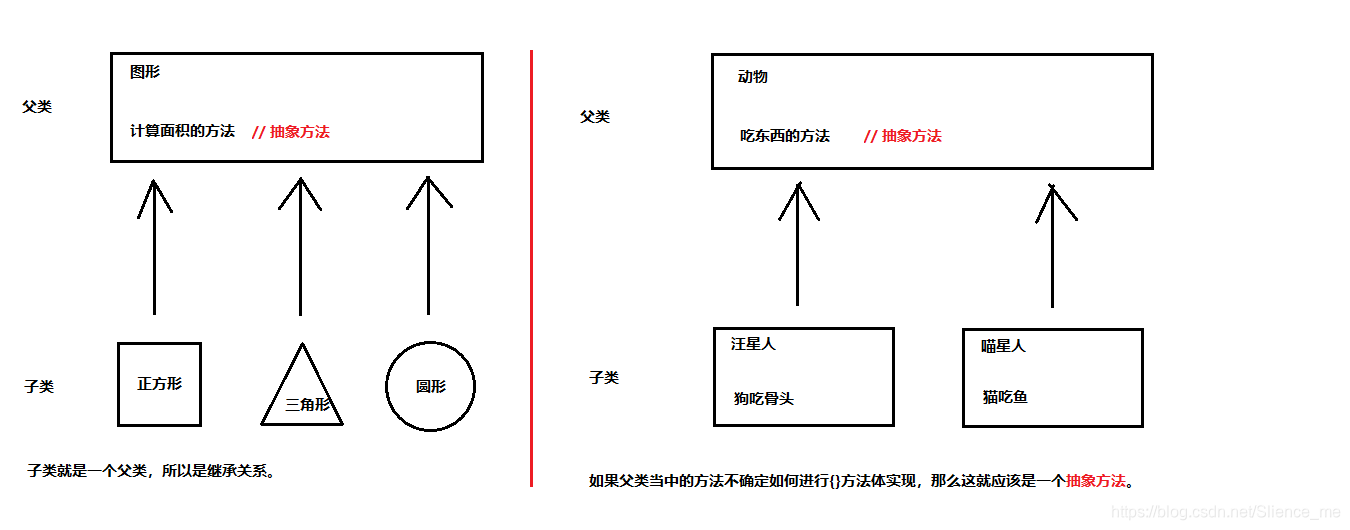 父类
图形
计算面积的方法 // 抽象方法
子类
正方形
三角形
圆形
子类就是一个父类，所以是继承关系。
父类
动物
吃东西的方法 // 抽象方法
子类
汪星人
狗吃骨头
喵星人
猫吃鱼
如果父类当中的方法不确定如何进行{}方法体实现，那么这就应该是一个抽象方法。
https://blog.csdn.net/Slience_me